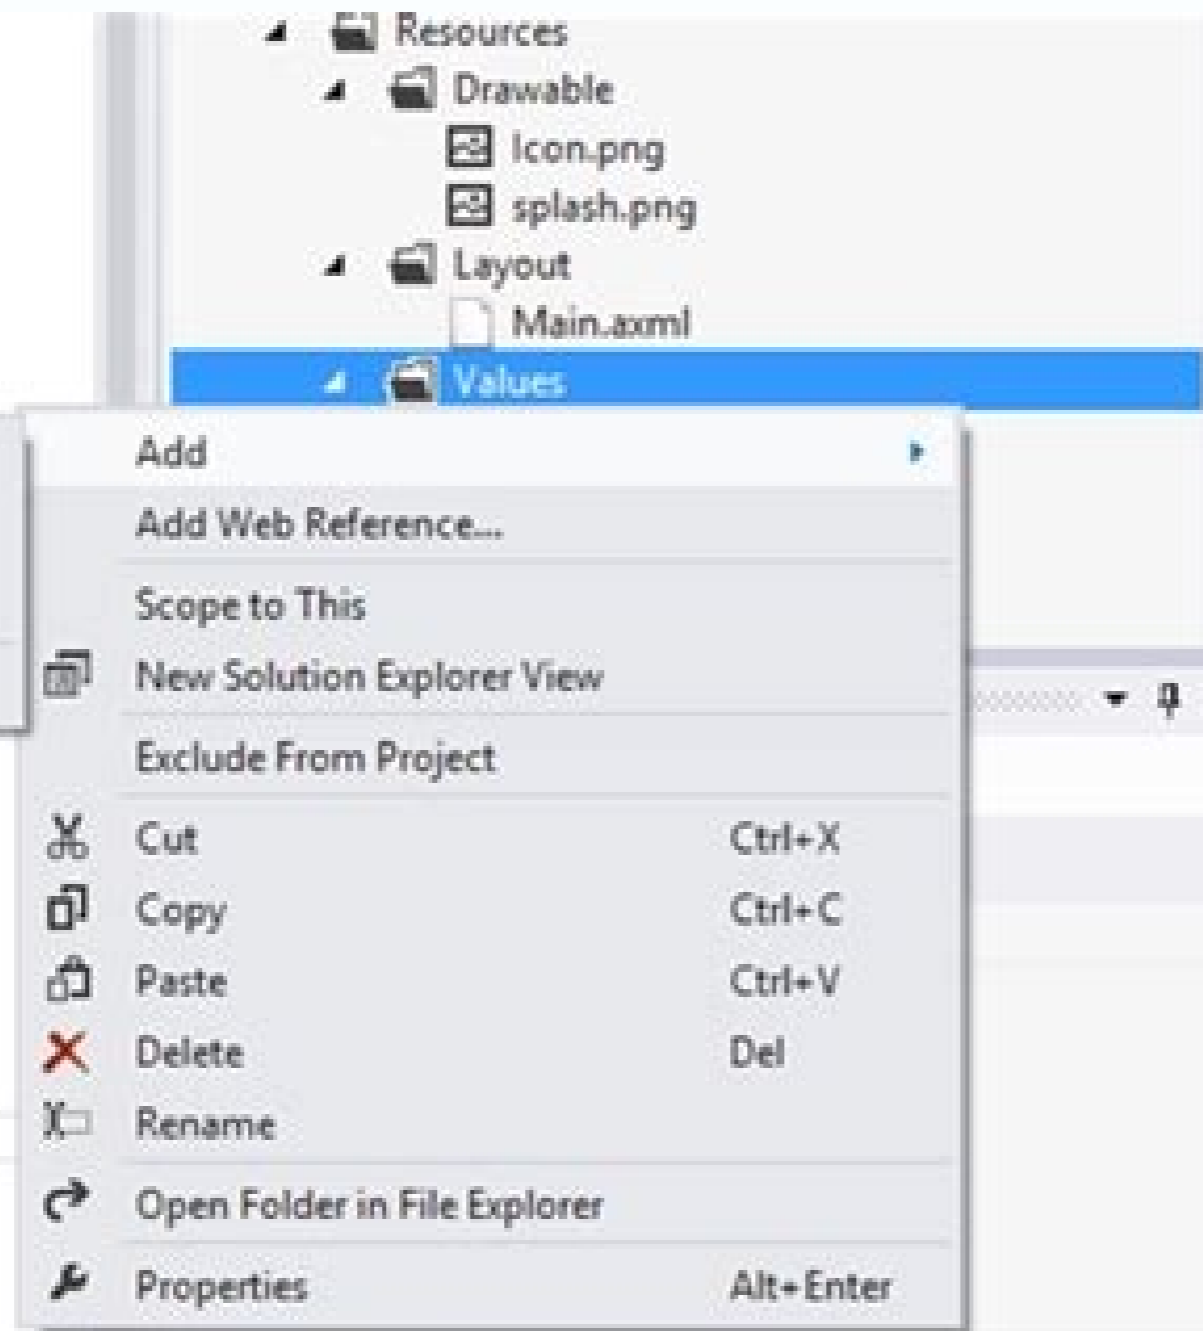 Resources
Drawable
Icon.png
splash.png
Layout
Main.axml
Values
Add
Add Web Reference...
Scope to This
New Solution Explorer View
Exclude From Project
Cut Ctrl+X
Copy Ctrl+C
Paste Ctrl+V
Delete Del
Rename
Open Folder in File Explorer
Properties Alt+Enter